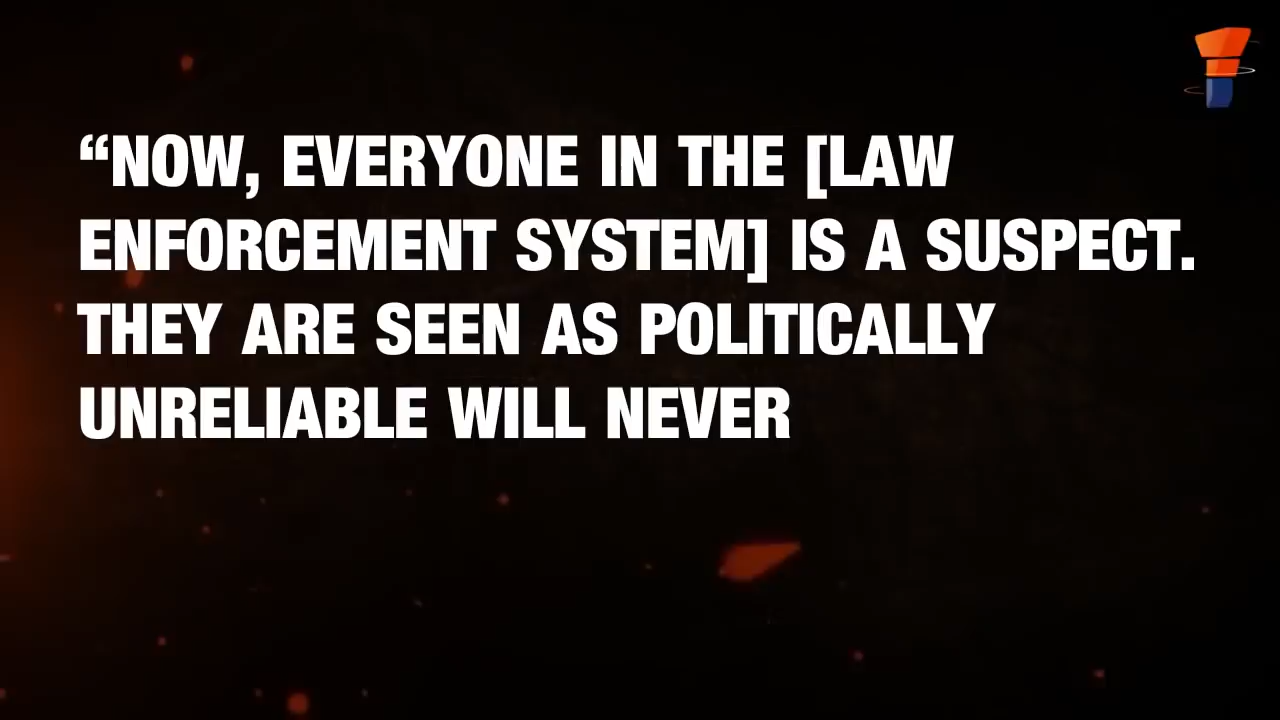 “NOW, EVERYONE IN THE [LAW
ENFORCEMENT SYSTEM] IS A SUSPECT.
THEY ARE SEEN AS POLITICALLY
UNRELIABLE WILL NEVER